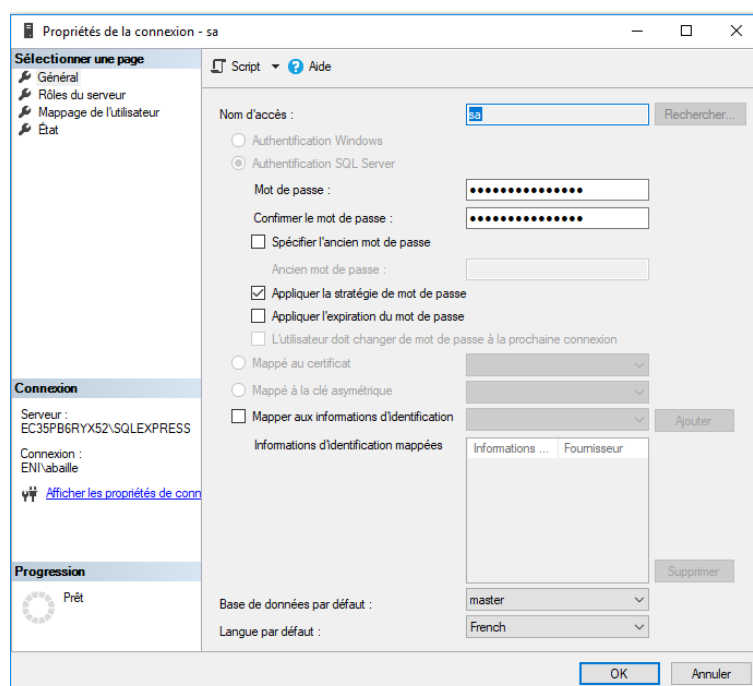 Propriétés de la connexion - sa
Sélectionner une page
Général
Rôles du serveur
Mappage de l'utilisateur
État
Script
Aide
Nom d'accès :
sa
Rechercher...
Authentification Windows
Authentification SQL Server
Mot de passe :
●●●●●●●●●●●●●●●
Confirmer le mot de passe :
●●●●●●●●●●●●●●●
Spécifier l'ancien mot de passe
Ancien mot de passe :
Appliquer la stratégie de mot de passe
Appliquer l'expiration du mot de passe
L'utilisateur doit changer de mot de passe à la prochaine connexion
Mappé au certificat
Mappé à la clé asymétrique
Mapper aux informations d'identification
Ajouter
Informations d'identification mappées
Informations ...
Fournisseur
Supprimer
Base de données par défaut :
master
Langue par défaut :
French
Connexion
Serveur :
EC35PB6RYX52\SQLEXPRESS
Connexion :
ENI\abaille
Afficher les propriétés de conn
Progression
Prêt
OK
Annuler